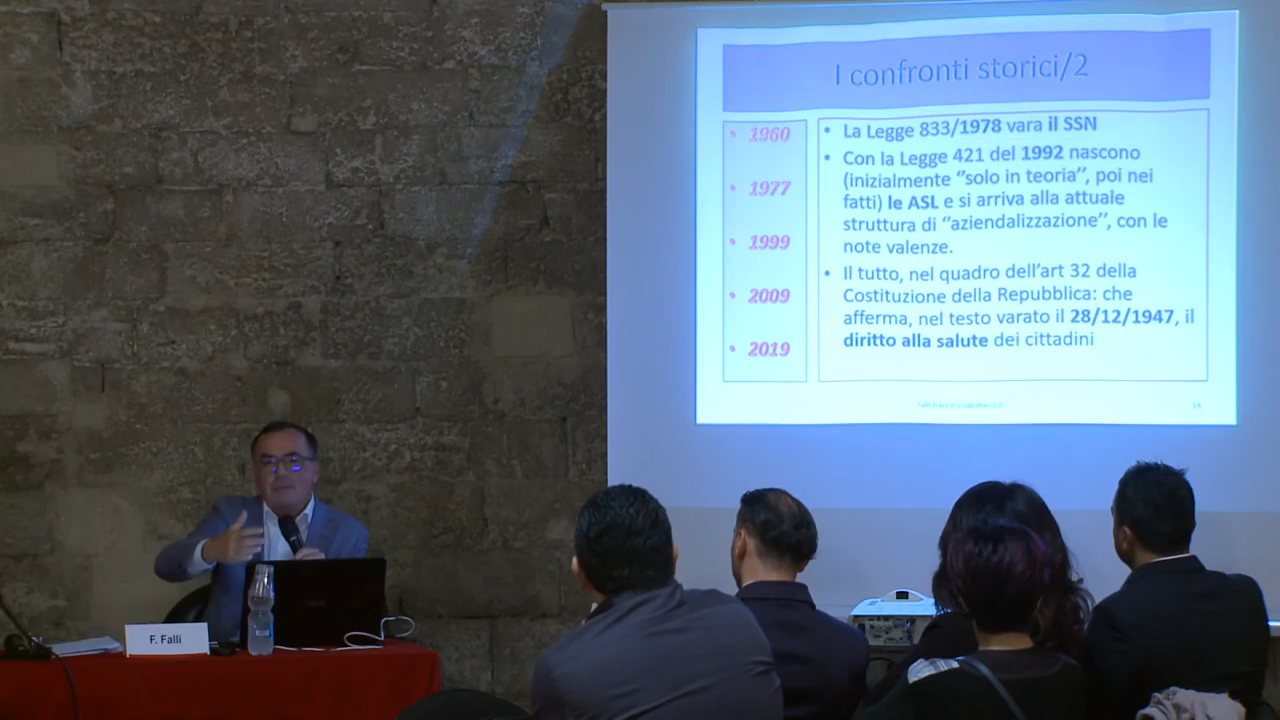 I confronti storici/2
• 1960
• 1977
• 1999
• 2009
• 2019
• La Legge 833/1978 vara il SSN
• Con la Legge 421 del 1992 nascono
(inizialmente "solo in teoria", poi nei
fatti) le ASL e si arriva alla attuale
struttura di "aziendalizzazione", con le
note valenze.
• Il tutto, nel quadro dell'art 32 della
Costituzione della Repubblica: che
afferma, nel testo varato il 28/12/1947, il
diritto alla salute dei cittadini
F. Falli